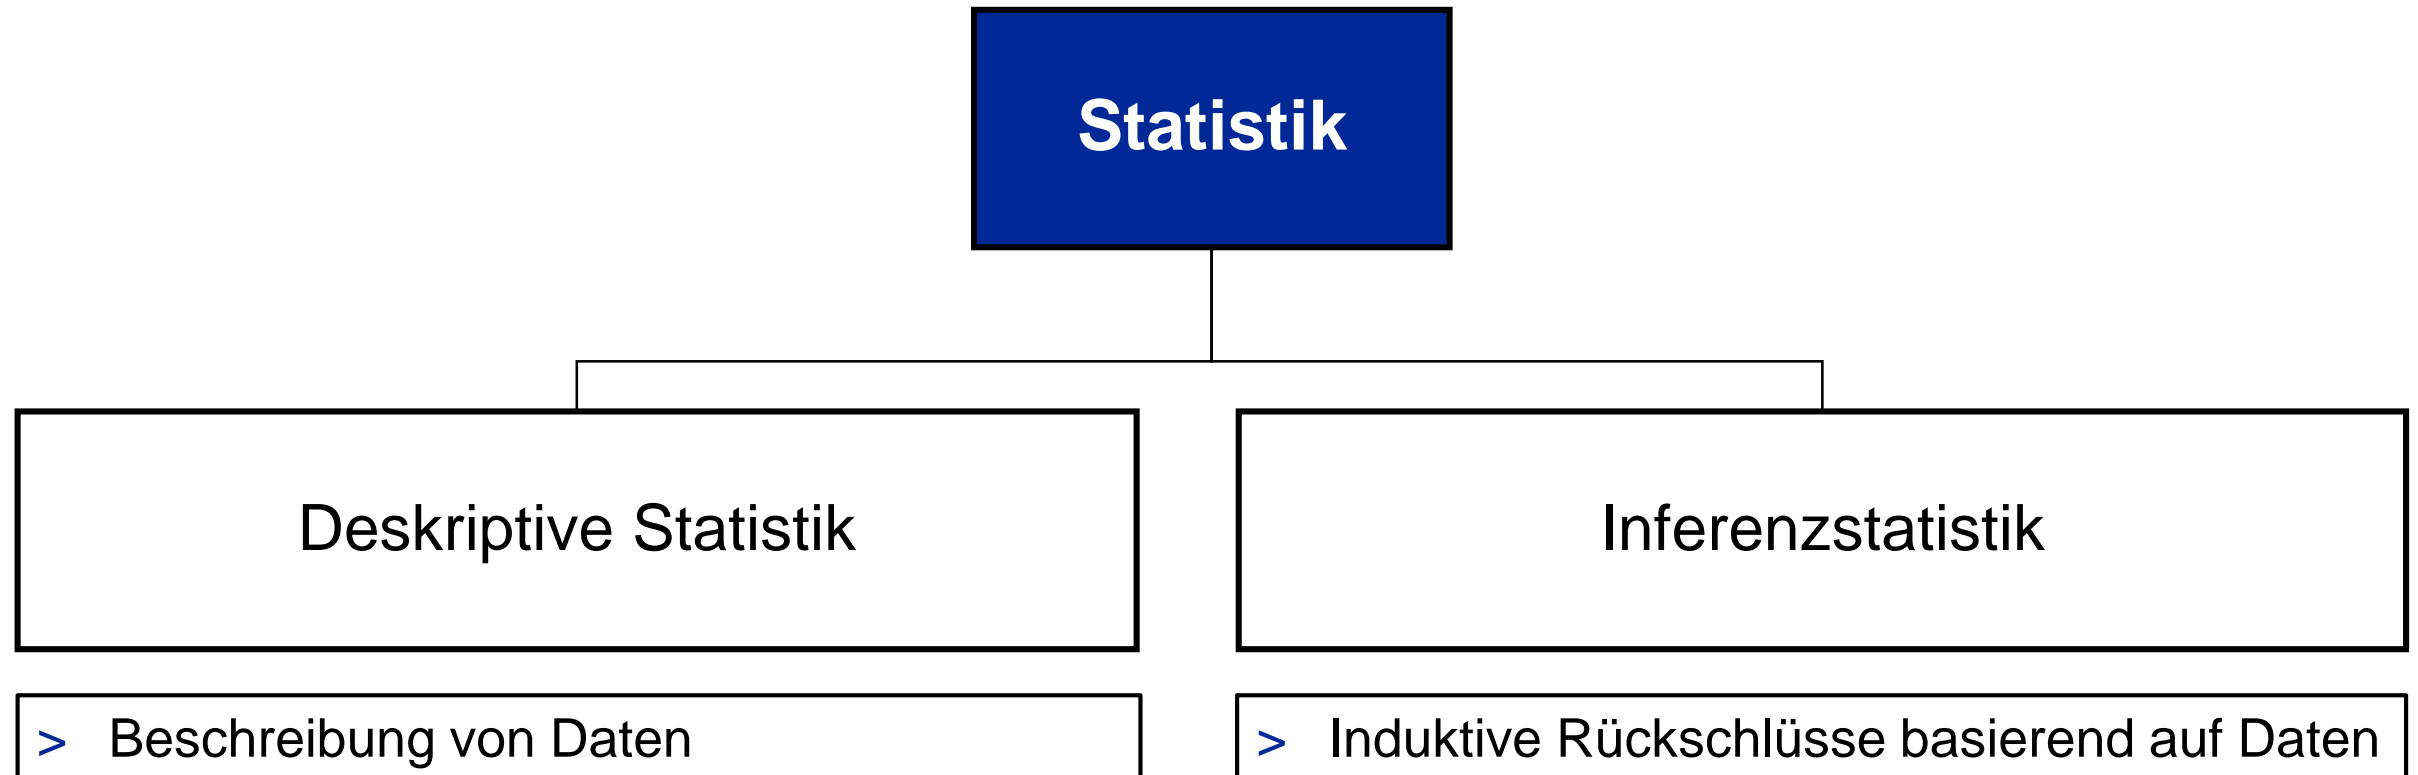 Statistik
Deskriptive Statistik
Inferenzstatistik
> Beschreibung von Daten
> Induktive Rückschlüsse basierend auf Daten